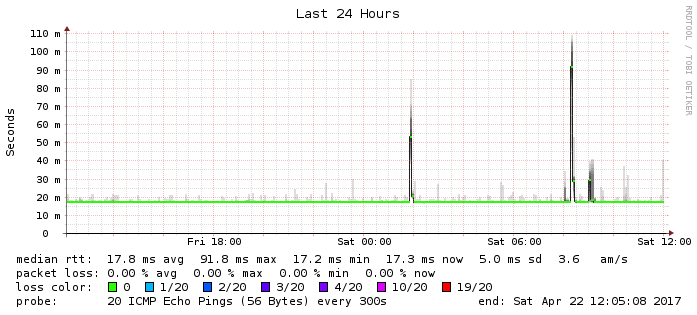 Last 24 Hours
RRDTOOL / TOBI OETIKER
Seconds
110 m
100 m
90 m
80 m
70 m
60 m
50 m
40 m
30 m
20 m
10 m
0
Fri 18:00 Sat 00:00 Sat 06:00 Sat 12:00
median rtt: 17.8 ms avg 91.8 ms max 17.2 ms min 17.3 ms now 5.0 ms sd 3.6 am/s
packet loss: 0.00 % avg 0.00 % max 0.00 % min 0.00 % now
loss color: 0 1/20 2/20 3/20 4/20 10/20 19/20
probe: 20 ICMP Echo Pings (56 Bytes) every 300s end: Sat Apr 22 12:05:08 2017